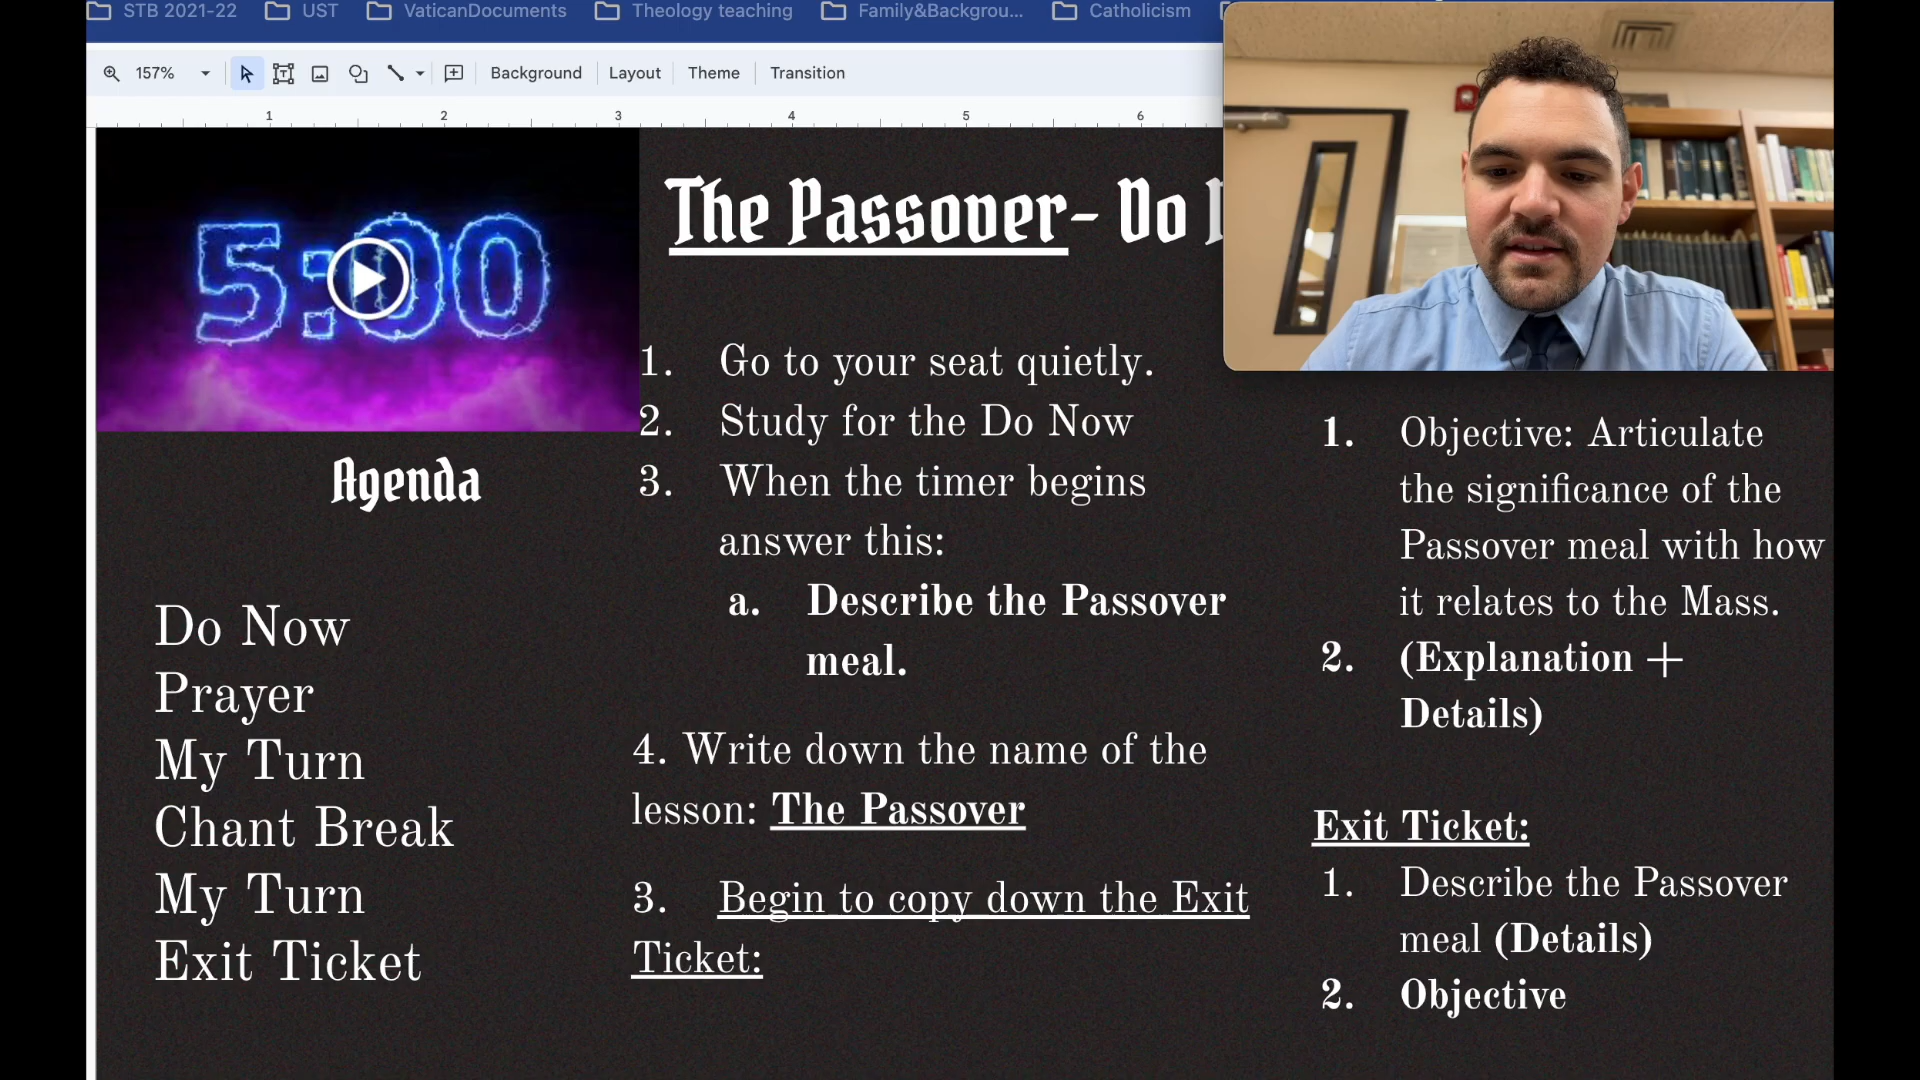 STB 2021-22
UST
VaticanDocuments
Theology teaching
Family&Backgrou...
Catholicism
157%
Background
Layout
Theme
Transition
1
2
3
4
5
6
5:00
The Passover- Do
1. Go to your seat quietly.
2. Study for the Do Now
3. When the timer begins
answer this:
a. Describe the Passover
meal.
4. Write down the name of the
lesson: The Passover
3. Begin to copy down the Exit
Ticket:
Agenda
Do Now
Prayer
My Turn
Chant Break
My Turn
Exit Ticket
1. Objective: Articulate
the significance of the
Passover meal with how
it relates to the Mass.
2. (Explanation +
Details)
Exit Ticket:
1. Describe the Passover
meal (Details)
2. Objective